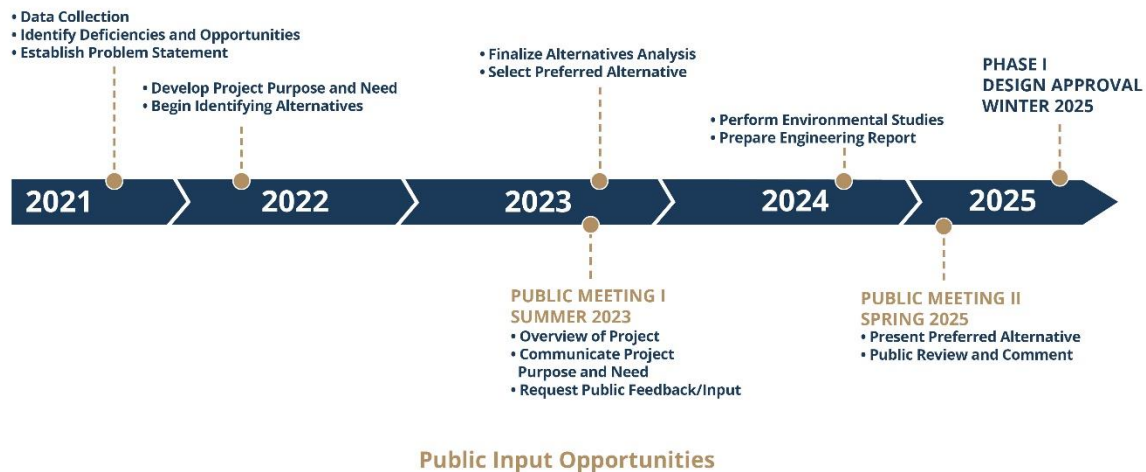 • Data Collection
• Identify Deficiencies and Opportunities
• Establish Problem Statement
• Develop Project Purpose and Need
• Begin Identifying Alternatives
• Finalize Alternatives Analysis
• Select Preferred Alternative
• Perform Environmental Studies
• Prepare Engineering Report
PHASE I
DESIGN APPROVAL
WINTER 2025
2021
2022
2023
2024
2025
PUBLIC MEETING I
SUMMER 2023
• Overview of Project
• Communicate Project
Purpose and Need
• Request Public Feedback/Input
PUBLIC MEETING II
SPRING 2025
• Present Preferred Alternative
• Public Review and Comment
Public Input Opportunities